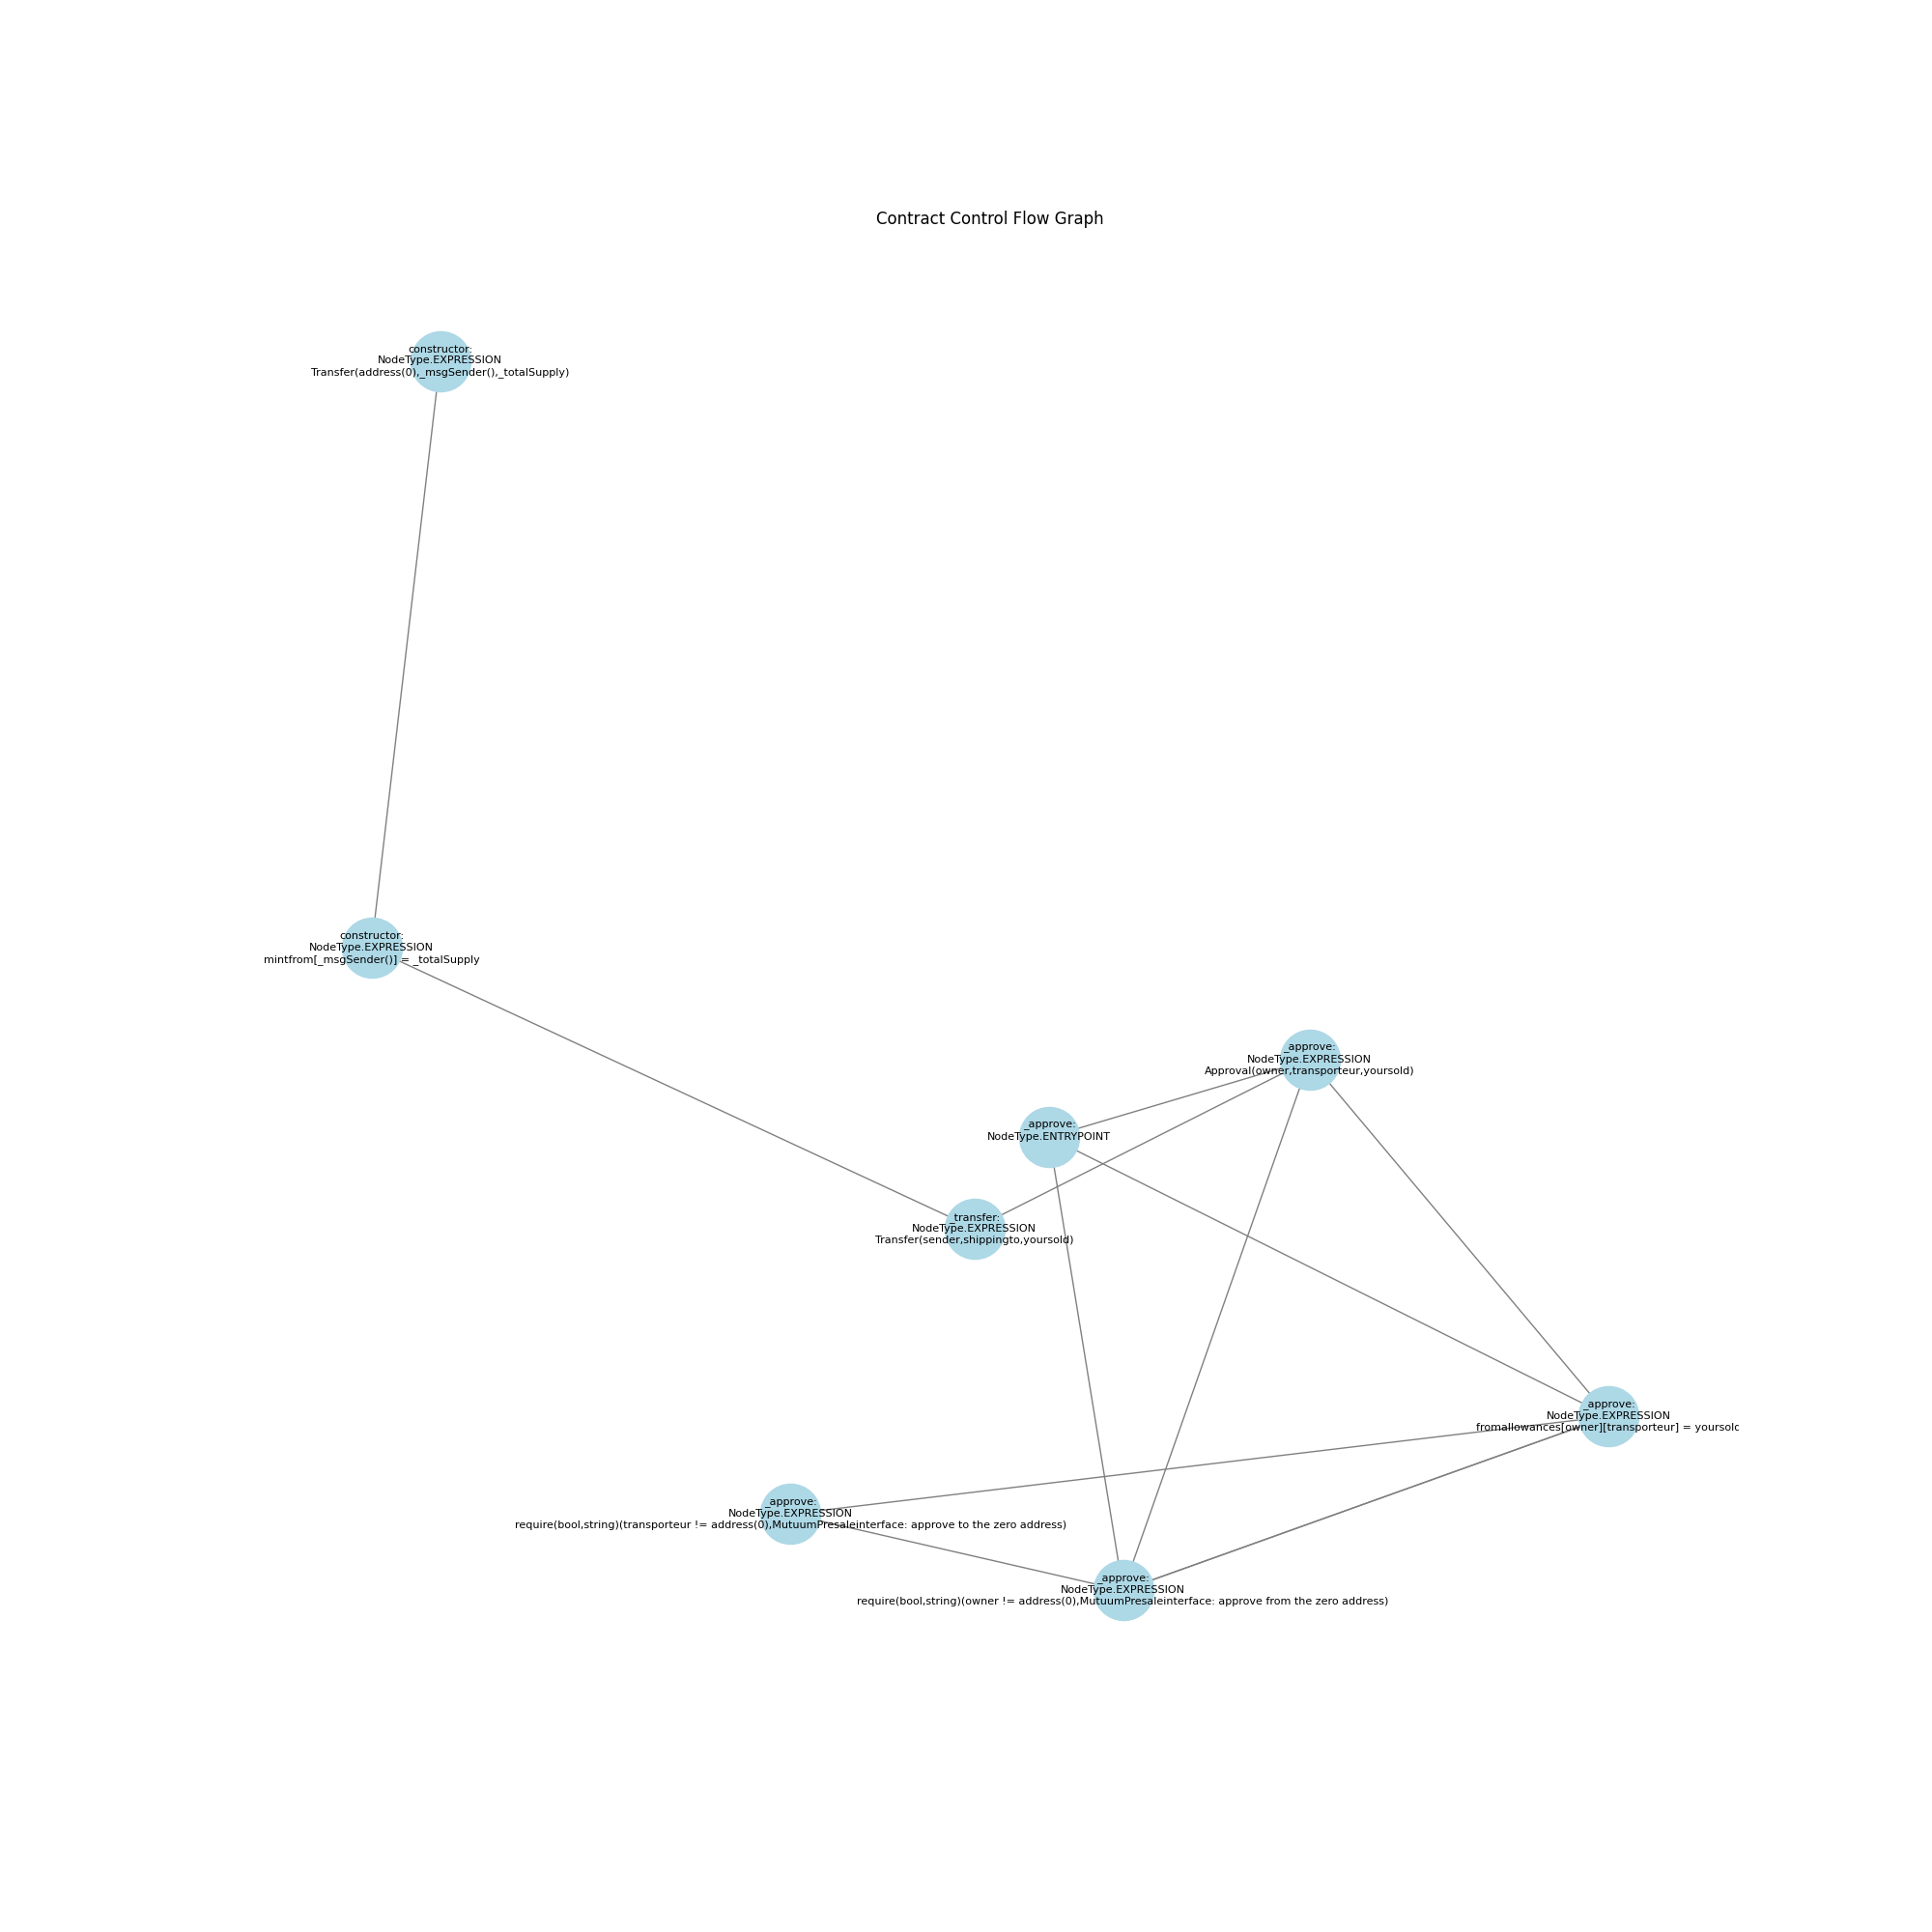 Contract Control Flow Graph
constructor:
NodeType.EXPRESSION
Transfer(address(0),_msgSender(),_totalSupply)
constructor:
NodeType.EXPRESSION
mintfrom[_msgSender()] = _totalSupply
_approve:
NodeType.EXPRESSION
Approval(owner,transporteur,yoursold)
_approve:
NodeType.ENTRYPOINT
_transfer:
NodeType.EXPRESSION
Transfer(sender,shippingto,yoursold)
_approve:
NodeType.EXPRESSION
fromallowances[owner][transporteur] = yoursold
_approve:
NodeType.EXPRESSION
require(bool,string)(transporteur != address(0),MutuumPresaleinterface: approve to the zero address)
_approve:
NodeType.EXPRESSION
require(bool,string)(owner != address(0),MutuumPresaleinterface: approve from the zero address)